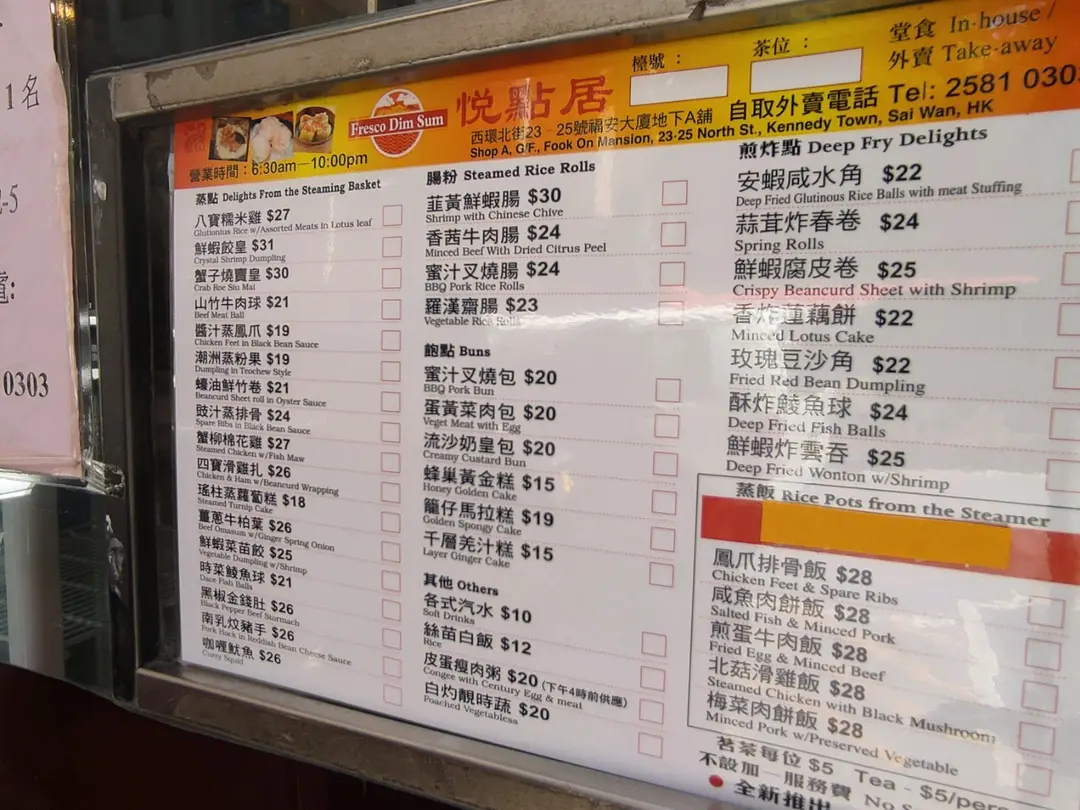 1名
2-5
0303
Fresco Dim Sum
悅點居
檯號：
茶位：
堂食 In-house /
外賣 Take-away
自取外賣電話 Tel: 2581 030
西環北街23－25號福安大廈地下A舖
Shop A, G/F, Fook On Mansion, 23-25 North St., Kennedy Town, Sai Wan, HK
營業時間：6:30am—10:00pm
蒸點 Delights From the Steaming Basket
八寶糯米雞 $27
Glutionius Rice w/Assorted Meats in Lotus leaf
鮮蝦餃皇 $31
Crystal Shrimp Dumpling
蟹子燒賣皇 $30
Crab Roe Siu Mai
山竹牛肉球 $21
Beef Meat Ball
醬汁蒸鳳爪 $19
Chicken Feet in Black Bean Sauce
潮洲蒸粉果 $19
Dumpling in Teochew Style
蠔油鮮竹卷 $21
Beancurd Sheet roll in Oyster Sauce
豉汁蒸排骨 $24
Spare Ribs in Black Bean Sauce
蟹柳棉花雞 $27
Steamed Chicken w/Fish Maw
四寶滑雞扎 $26
Chicken & Ham w/Beancurd Wrapping
瑤柱蒸蘿蔔糕 $18
Steamed Turnip Cake
薑蔥牛柏葉 $26
Beef Omasum w/Ginger Spring Onion
鮮蝦菜苗餃 $25
Vegetable Dumpling w/Shrimp
時菜鯪魚球 $21
Dace Fish Balls
黑椒金錢肚 $26
Black Pepper Beef Stormach
南乳炆豬手 $26
Pork Hock in Reddish Bean Cheese Sauce
咖喱魷魚 $26
Curry Squid
腸粉 Steamed Rice Rolls
韮黃鮮蝦腸 $30
Shrimp with Chinese Chive
香茜牛肉腸 $24
Minced Beef With Dried Citrus Peel
蜜汁叉燒腸 $24
BBQ Pork Rice Rolls
羅漢齋腸 $23
Vegetable Rice Rolls
飽點 Buns
蜜汁叉燒包 $20
BBQ Pork Bun
蛋黃菜肉包 $20
Veget Meat with Egg
流沙奶皇包 $20
Creamy Custard Bun
蜂巢黃金糕 $15
Honey Golden Cake
籠仔馬拉糕 $19
Golden Spongy Cake
千層羌汁糕 $15
Layer Ginger Cake
其他 Others
各式汽水 $10
Soft Drinks
絲苗白飯 $12
Rice
皮蛋瘦肉粥 $20 (下午4時前供應)
Congee with Century Egg & meat
白灼靚時蔬 $20
Poached Vegetabless
煎炸點 Deep Fry Delights
安蝦咸水角 $22
Deep Fried Glutinous Rice Balls with meat Stuffing
蒜茸炸春卷 $24
Spring Rolls
鮮蝦腐皮卷 $25
Crispy Beancurd Sheet with Shrimp
香炸蓮藕餅 $22
Minced Lotus Cake
玫瑰豆沙角 $22
Fried Red Bean Dumpling
酥炸鯪魚球 $24
Deep Fried Fish Balls
鮮蝦炸雲吞 $25
Deep Fried Wonton w/Shrimp
蒸飯 Rice Pots from the Steamer
鳳爪排骨飯 $28
Chicken Feet & Spare Ribs
咸魚肉餅飯 $28
Salted Fish & Minced Pork
煎蛋牛肉飯 $28
Fried Egg & Minced Beef
北菇滑雞飯 $28
Steamed Chicken with Black Mushroom
梅菜肉餅飯 $28
Minced Pork w/Preserved Vegetable
茗茶每位 $5 Tea - $5/per
不設加一服務費 No
全新推出